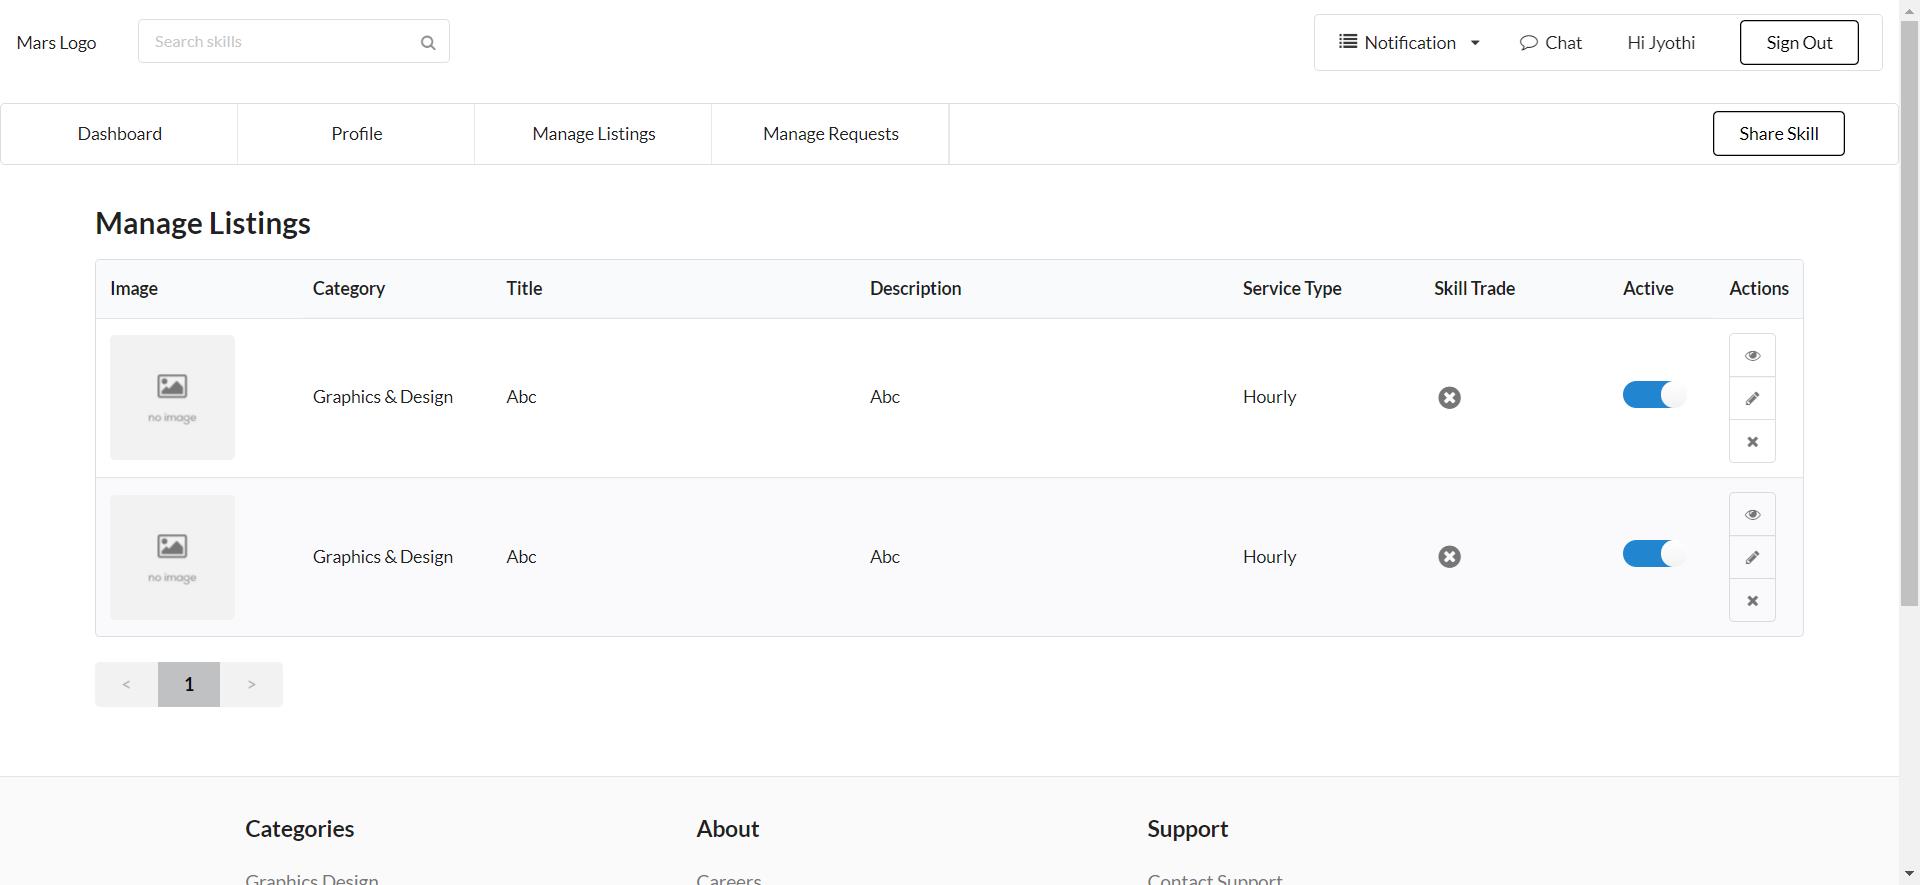 Mars Logo Search skills Notification Chat Hi Jyothi Sign Out
Dashboard Profile Manage Listings Manage Requests Share Skill
Manage Listings
Image Category Title Description Service Type Skill Trade Active Actions
no image Graphics & Design Abc Abc Hourly
no image Graphics & Design Abc Abc Hourly
< 1 >
Categories About Support
Graphics Design Careers Contact Support